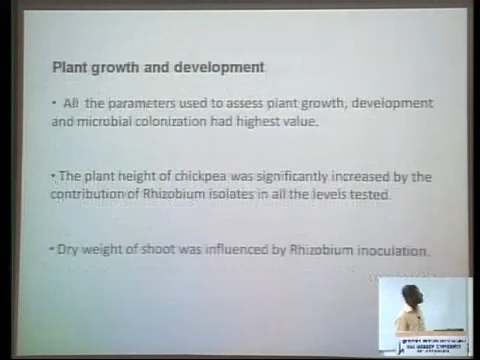 Plant growth and development
• All the parameters used to assess plant growth, development
and microbial colonization had highest value.
• The plant height of chickpea was significantly increased by the
contribution of Rhizobium isolates in all the levels tested.
• Dry weight of shoot was influenced by Rhizobium inoculation.